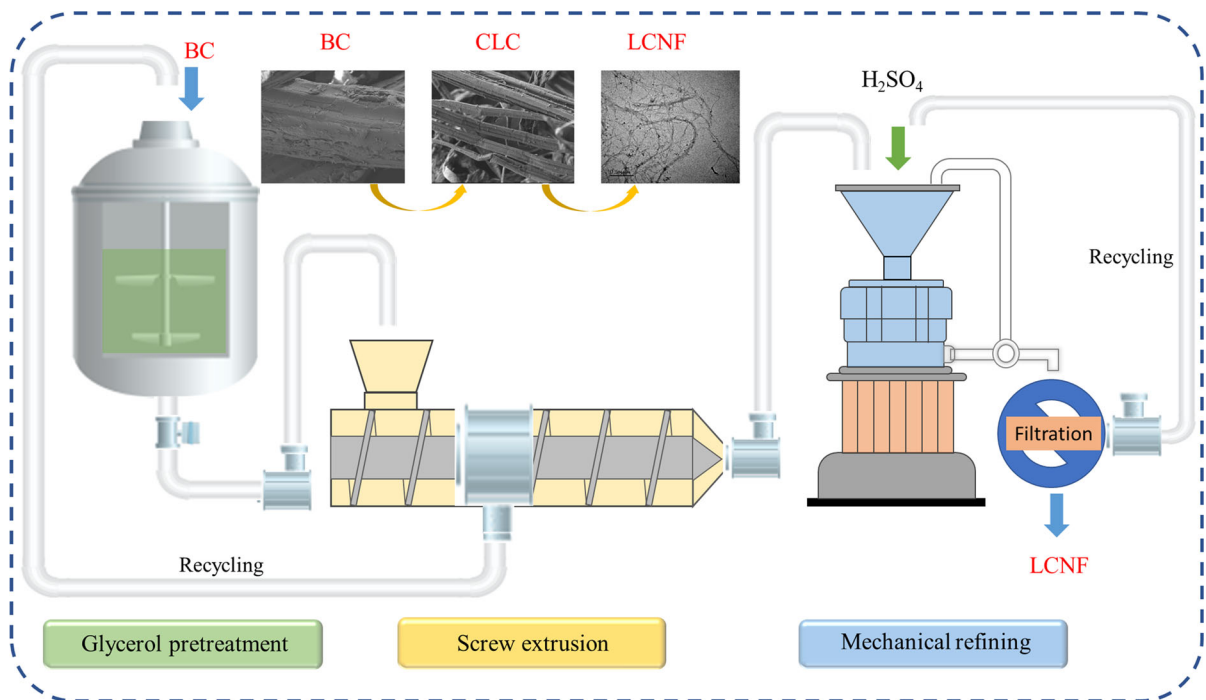 BC
BC
CLC
LCNF
H₂SO₄
Recycling
Filtration
LCNF
Recycling
Glycerol pretreatment
Screw extrusion
Mechanical refining